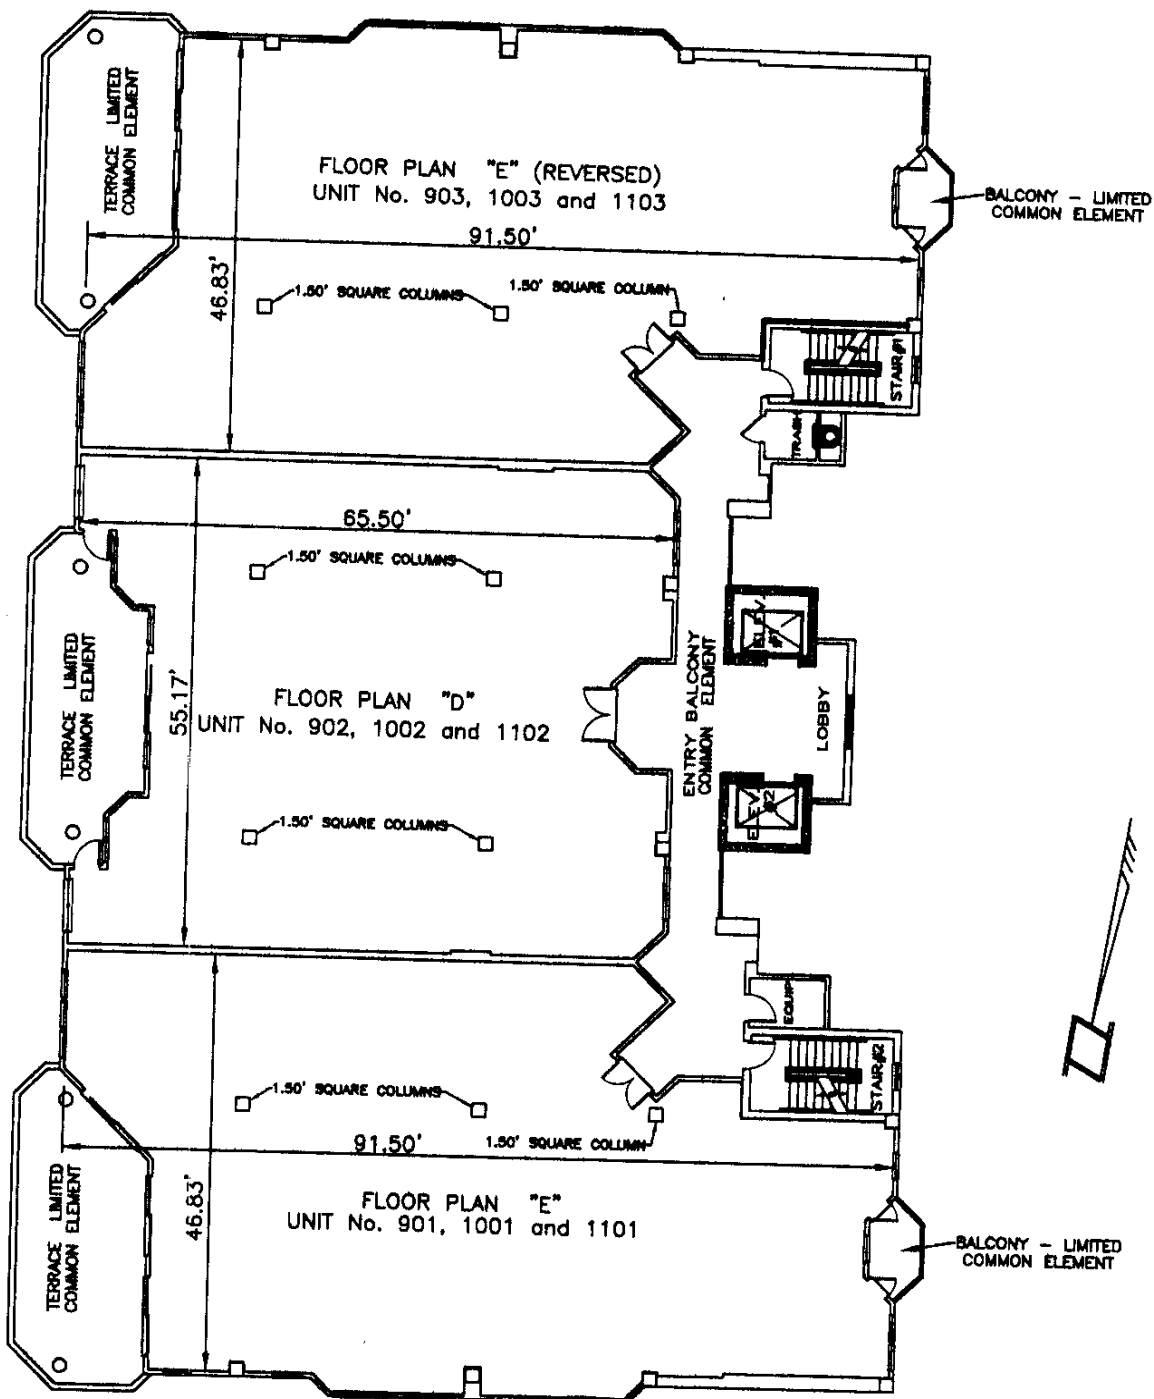 TERRACE LIMITED
COMMON ELEMENT
FLOOR PLAN "E" (REVERSED)
UNIT No. 903, 1003 and 1103
BALCONY - LIMITED
COMMON ELEMENT
91.50'
46.83'
1.50' SQUARE COLUMNS
1.50' SQUARE COLUMN
STAIR#1
TRASH
65.50'
1.50' SQUARE COLUMNS
ELEV.
#1
TERRACE LIMITED
COMMON ELEMENT
55.17'
FLOOR PLAN "D"
UNIT No. 902, 1002 and 1102
ENTRY BALCONY
COMMON ELEMENT
LOBBY
ELEV.
#2
1.50' SQUARE COLUMNS
EQUIP
STAIR#2
1.50' SQUARE COLUMNS
91.50'
1.50' SQUARE COLUMN
46.83'
TERRACE LIMITED
COMMON ELEMENT
FLOOR PLAN "E"
UNIT No. 901, 1001 and 1101
BALCONY - LIMITED
COMMON ELEMENT